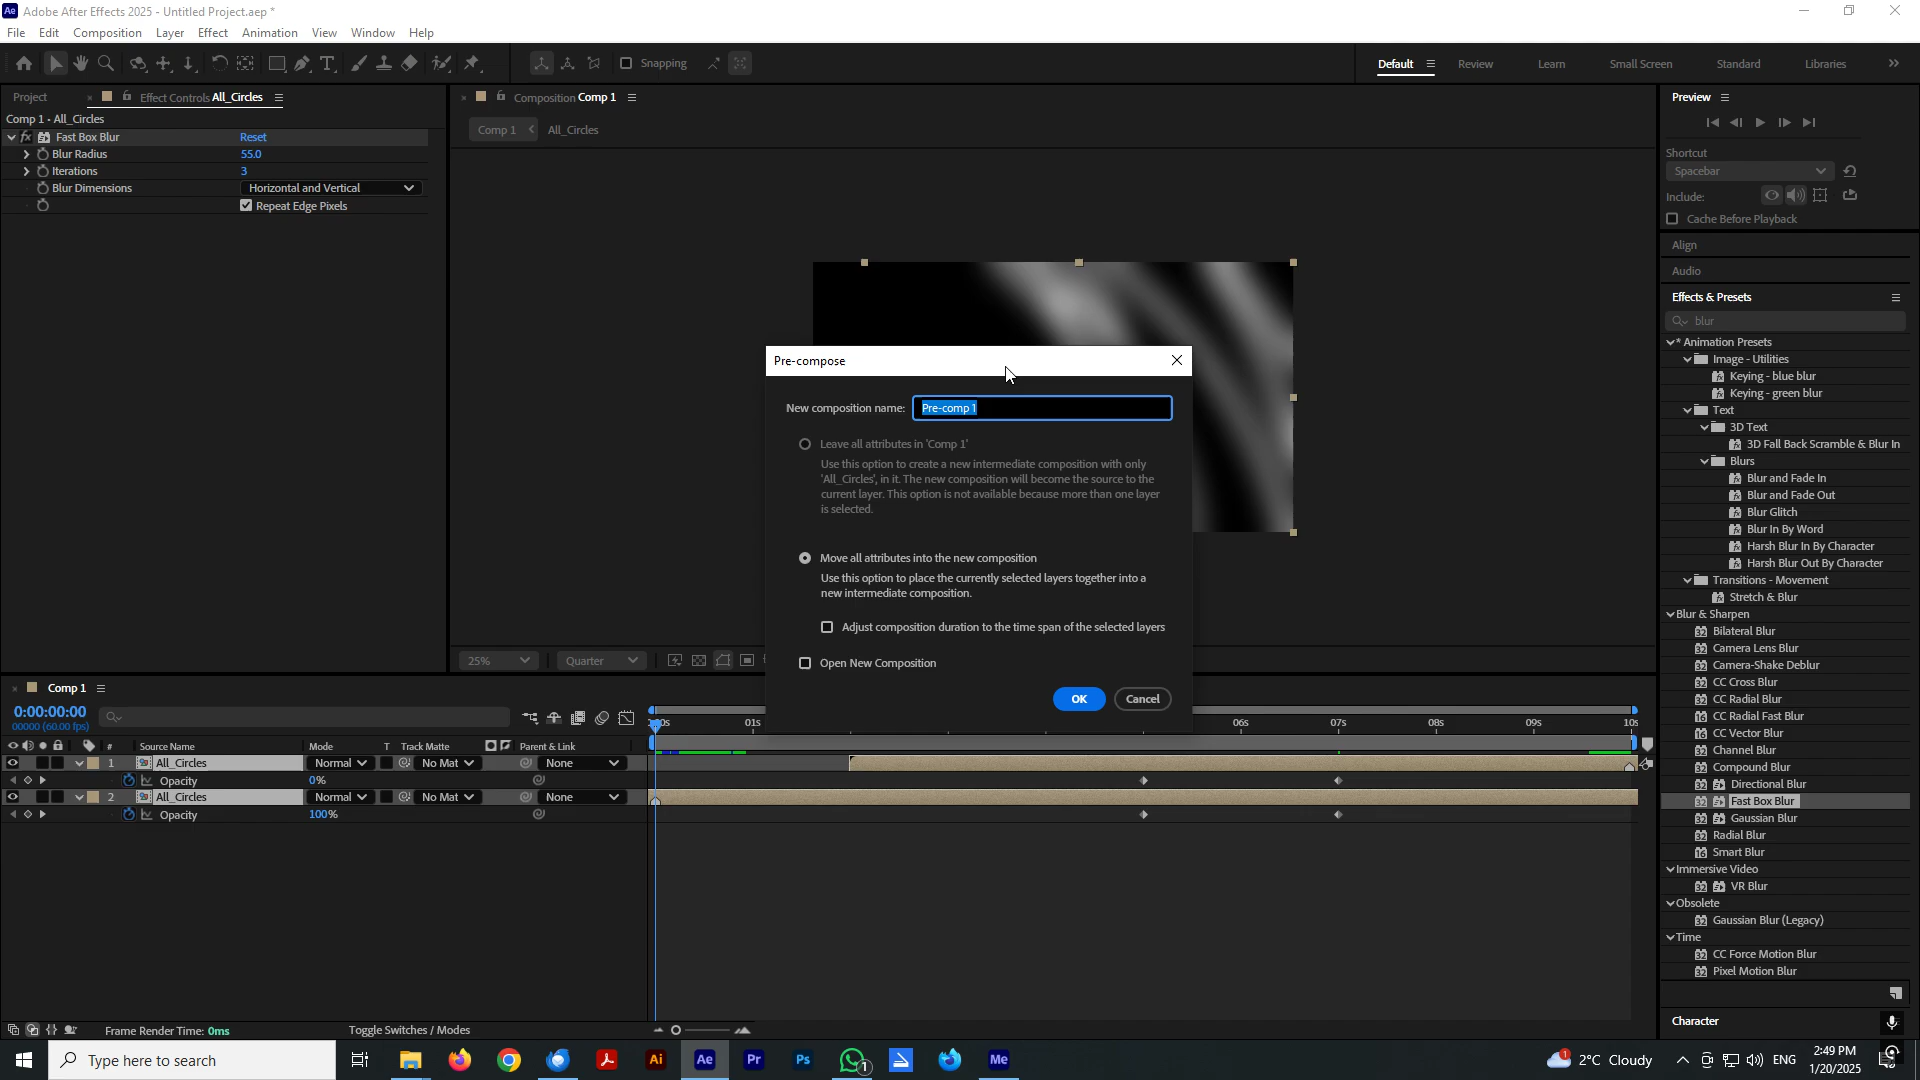 Ae Adobe After Effects 2025 - Untitled Project.aep *
File Edit Composition Layer Effect Animation View Window Help
Snapping
Default Review Learn Small Screen Standard Libraries
Project Effect Controls All_Circles
Comp 1 • All_Circles
fx Fast Box Blur Reset
Blur Radius 55.0
Iterations 3
Blur Dimensions Horizontal and Vertical
Repeat Edge Pixels
Composition Comp 1
Comp 1 All_Circles
25% Quarter
Preview
Shortcut
Spacebar
Include:
Cache Before Playback
Align
Audio
Effects & Presets
blur
* Animation Presets
Image - Utilities
Keying - blue blur
Keying - green blur
Text
3D Text
3D Fall Back Scramble & Blur In
Blurs
Blur and Fade In
Blur and Fade Out
Blur Glitch
Blur In By Word
Harsh Blur In By Character
Harsh Blur Out By Character
Transitions - Movement
Stretch & Blur
Blur & Sharpen
Bilateral Blur
Camera Lens Blur
Camera-Shake Deblur
CC Cross Blur
CC Radial Blur
CC Radial Fast Blur
CC Vector Blur
Channel Blur
Compound Blur
Directional Blur
Fast Box Blur
Gaussian Blur
Radial Blur
Smart Blur
Immersive Video
VR Blur
Obsolete
Gaussian Blur (Legacy)
Time
CC Force Motion Blur
Pixel Motion Blur
Character
Pre-compose
New composition name: Pre-comp 1
Leave all attributes in 'Comp 1'
Use this option to create a new intermediate composition with only
'All_Circles', in it. The new composition will become the source to the
current layer. This option is not available because more than one layer
is selected.
Move all attributes into the new composition
Use this option to place the currently selected layers together into a
new intermediate composition.
Adjust composition duration to the time span of the selected layers
Open New Composition
OK Cancel
Comp 1
0:00:00:00
00000 (60.00 fps)
01s 06s 07s 08s 09s 10s
# Source Name Mode T Track Matte Parent & Link
1 All_Circles Normal No Mat None
Opacity 0%
2 All_Circles Normal No Mat None
Opacity 100%
Frame Render Time: 0ms Toggle Switches / Modes
Type here to search Ai Ae Pr Ps 1 Me 1 2°C Cloudy ENG 2:49 PM
1/20/2025